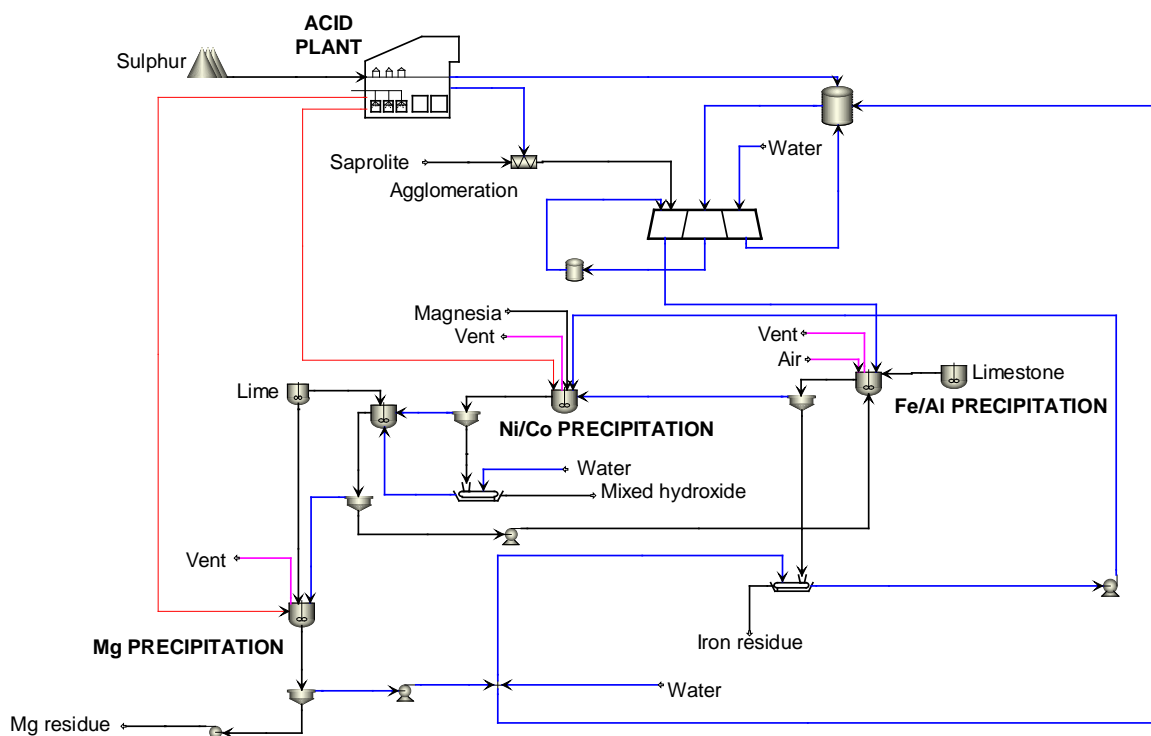 ACID
PLANT
Sulphur
Water
Saprolite
Agglomeration
Magnesia
Vent
Vent
Air
Lime
Limestone
Fe/Al PRECIPITATION
Ni/Co PRECIPITATION
Water
Mixed hydroxide
Vent
Iron residue
Mg PRECIPITATION
Water
Mg residue